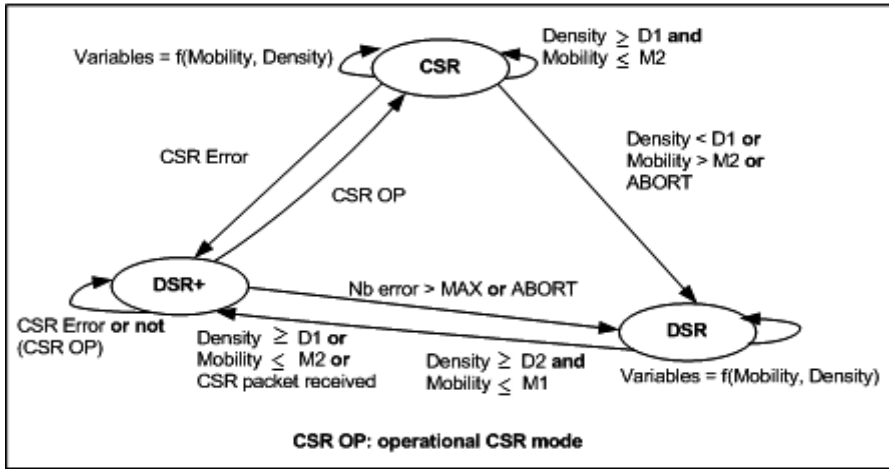 Variables = f(Mobility, Density)
CSR
Density ≥ D1 and
Mobility ≤ M2
CSR Error
CSR OP
Density < D1 or
Mobility > M2 or
ABORT
DSR+
Nb error > MAX or ABORT
DSR
CSR Error or not
(CSR OP)
Density ≥ D1 or
Mobility ≤ M2 or
CSR packet received
Density ≥ D2 and
Mobility ≤ M1
Variables = f(Mobility, Density)
CSR OP: operational CSR mode